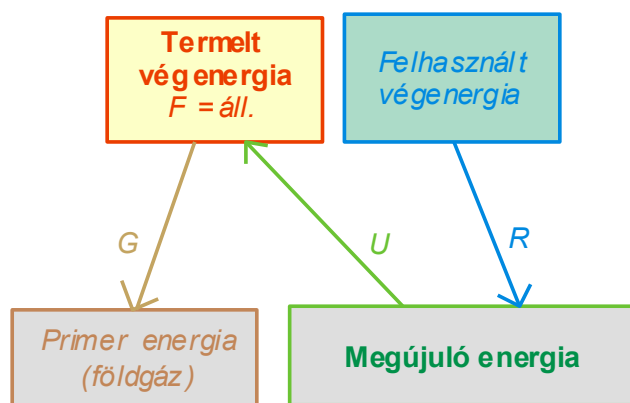 Termelt
végenergia
F = áll.
Felhasznált
végenergia
G
U
R
Primer energia
(földgáz)
Megújuló energia